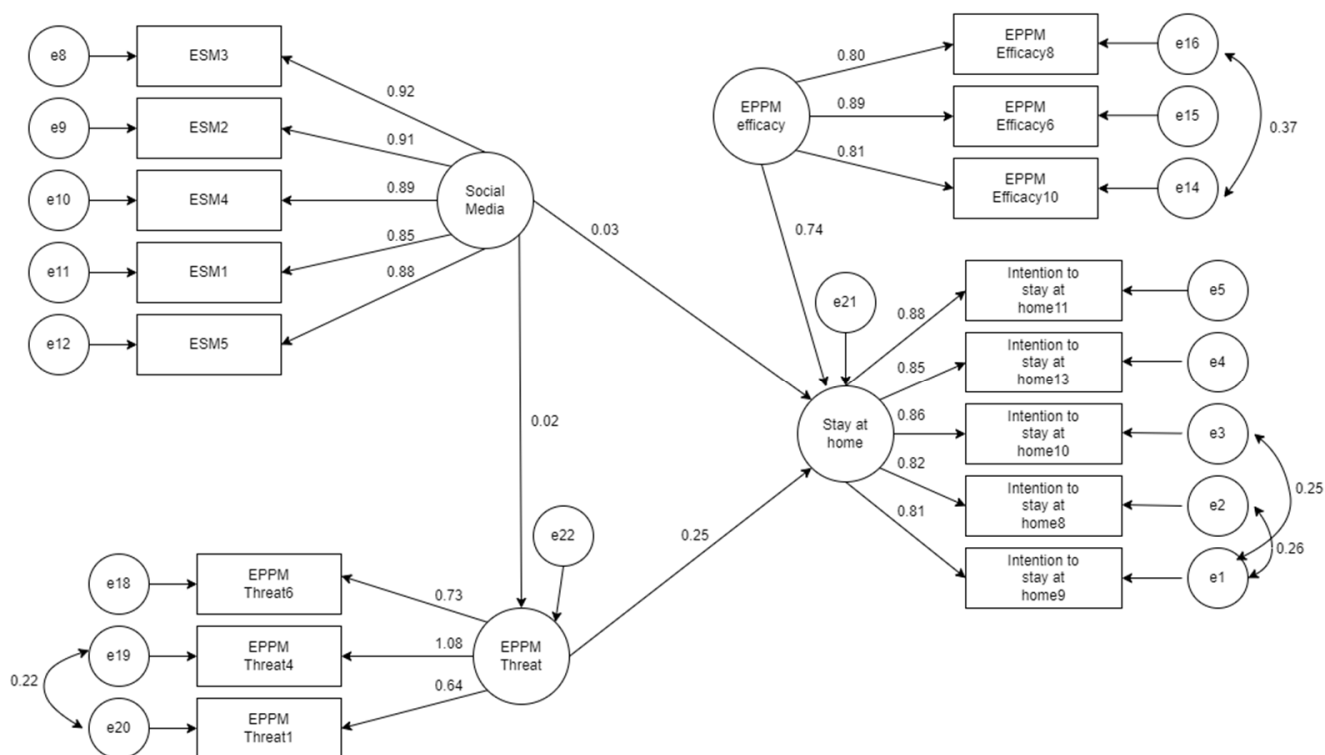 e8
ESM3
0.92
e9
ESM2
0.91
e10
ESM4
0.89
e11
ESM1
0.85
e12
ESM5
0.88
Social
Media
0.03
0.02
EPPM
efficacy
0.80
EPPM
Efficacy8
e16
0.89
EPPM
Efficacy6
e15
0.81
EPPM
Efficacy10
e14
0.37
0.74
e21
Stay at
home
0.88
Intention to
stay at
home11
e5
0.85
Intention to
stay at
home13
e4
0.86
Intention to
stay at
home10
e3
0.82
Intention to
stay at
home8
e2
0.81
Intention to
stay at
home9
e1
0.25
0.26
0.25
e22
EPPM
Threat
e18
EPPM
Threat6
0.73
e19
EPPM
Threat4
1.08
e20
EPPM
Threat1
0.64
0.22